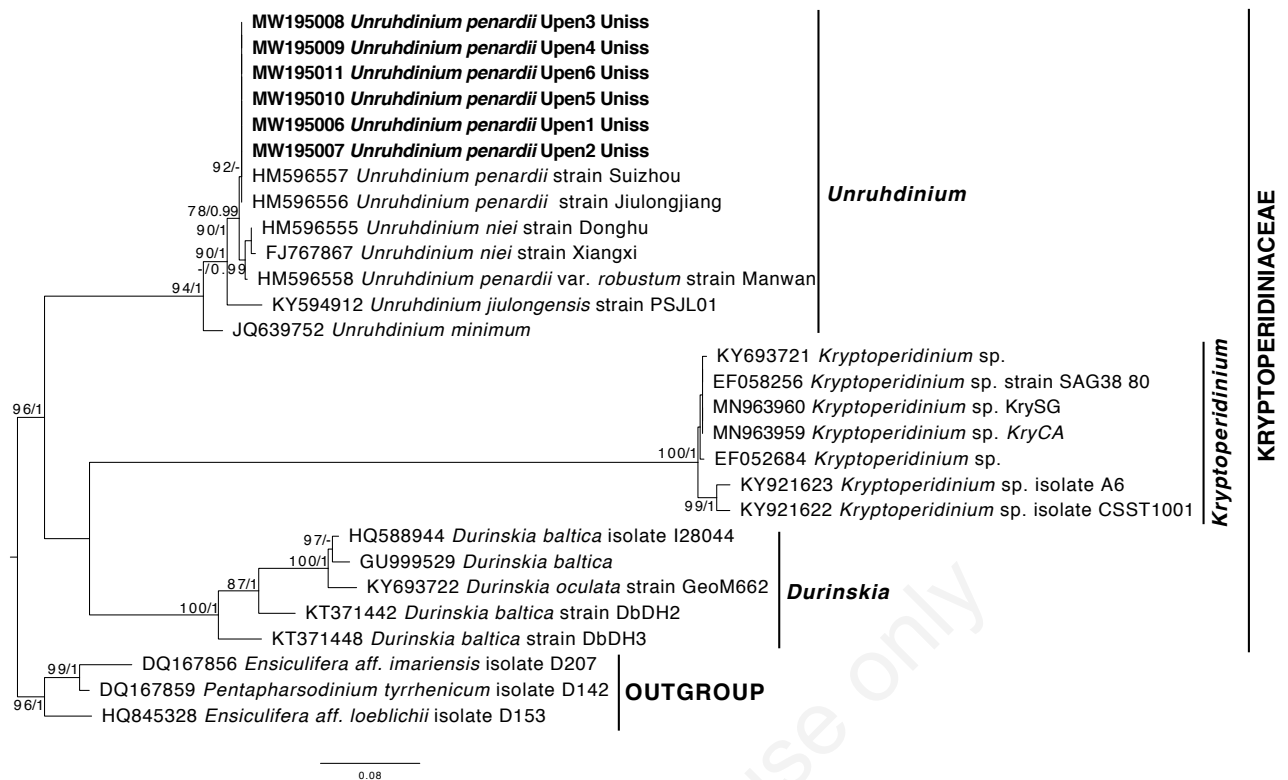 MW195008 Unruhdinium penardii Upen3 Uniss
MW195009 Unruhdinium penardii Upen4 Uniss
MW195011 Unruhdinium penardii Upen6 Uniss
MW195010 Unruhdinium penardii Upen5 Uniss
MW195006 Unruhdinium penardii Upen1 Uniss
MW195007 Unruhdinium penardii Upen2 Uniss
92/-
HM596557 Unruhdinium penardii strain Suizhou
HM596556 Unruhdinium penardii strain Jiulongjiang
78/0.99
HM596555 Unruhdinium niei strain Donghu
90/1
FJ767867 Unruhdinium niei strain Xiangxi
90/1
-/0.99
HM596558 Unruhdinium penardii var. robustum strain Manwan
94/1
KY594912 Unruhdinium jiulongensis strain PSJL01
JQ639752 Unruhdinium minimum
Unruhdinium
96/1
KY693721 Kryptoperidinium sp.
EF058256 Kryptoperidinium sp. strain SAG38 80
MN963960 Kryptoperidinium sp. KrySG
MN963959 Kryptoperidinium sp. KryCA
100/1
EF052684 Kryptoperidinium sp.
KY921623 Kryptoperidinium sp. isolate A6
99/1
KY921622 Kryptoperidinium sp. isolate CSST1001
Kryptoperidinium
97/-
HQ588944 Durinskia baltica isolate I28044
100/1
GU999529 Durinskia baltica
87/1
KY693722 Durinskia oculata strain GeoM662
100/1
KT371442 Durinskia baltica strain DbDH2
KT371448 Durinskia baltica strain DbDH3
Durinskia
KRYPTOPERIDINIACEAE
99/1
DQ167856 Ensiculifera aff. imariensis isolate D207
DQ167859 Pentapharsodinium tyrrhenicum isolate D142
96/1
HQ845328 Ensiculifera aff. loeblichii isolate D153
OUTGROUP
0.08
use only